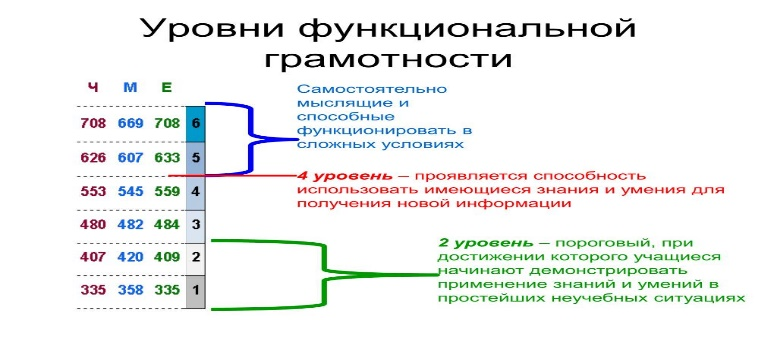 Уровни функциональной
грамотности
Ч М Е
708 669 708 6
626 607 633 5
553 545 559 4
480 482 484 3
407 420 409 2
335 358 335 1
Самостоятельно
мыслящие и
способные
функционировать в
сложных условиях
4 уровень – проявляется способность
использовать имеющиеся знания и умения для
получения новой информации
2 уровень – пороговый, при
достижении которого учащиеся
начинают демонстрировать
применение знаний и умений в
простейших неучебных ситуациях